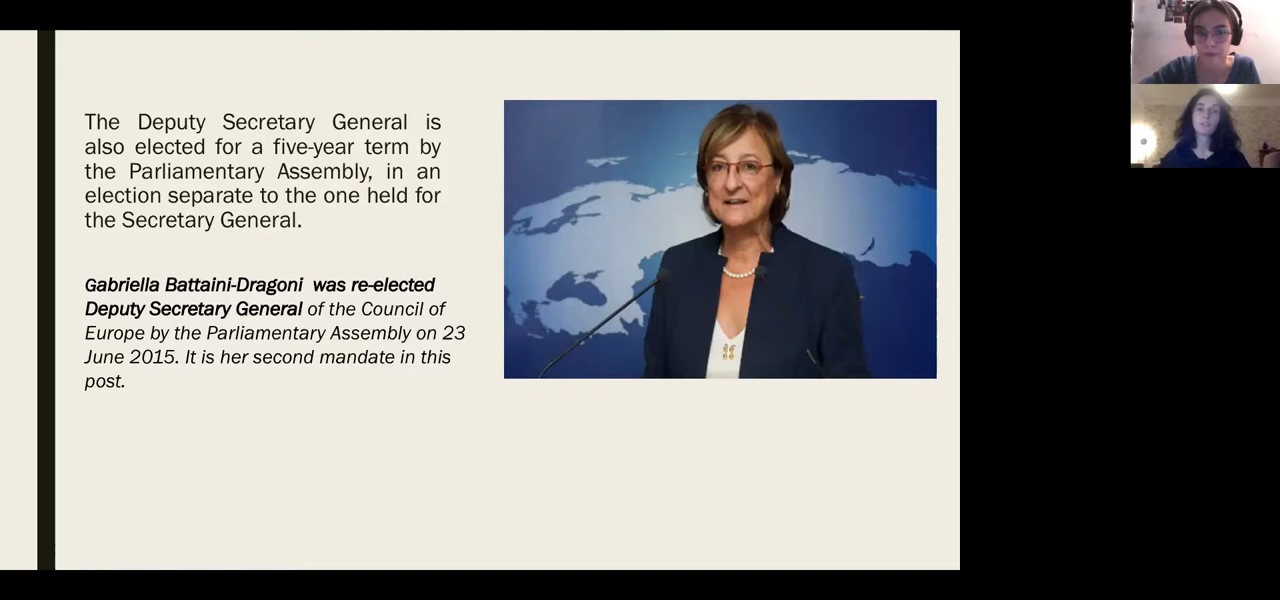 The Deputy Secretary General is
also elected for a five-year term by
the Parliamentary Assembly, in an
election separate to the one held for
the Secretary General.
Gabriella Battaini-Dragoni was re-elected
Deputy Secretary General of the Council of
Europe by the Parliamentary Assembly on 23
June 2015. It is her second mandate in this
post.